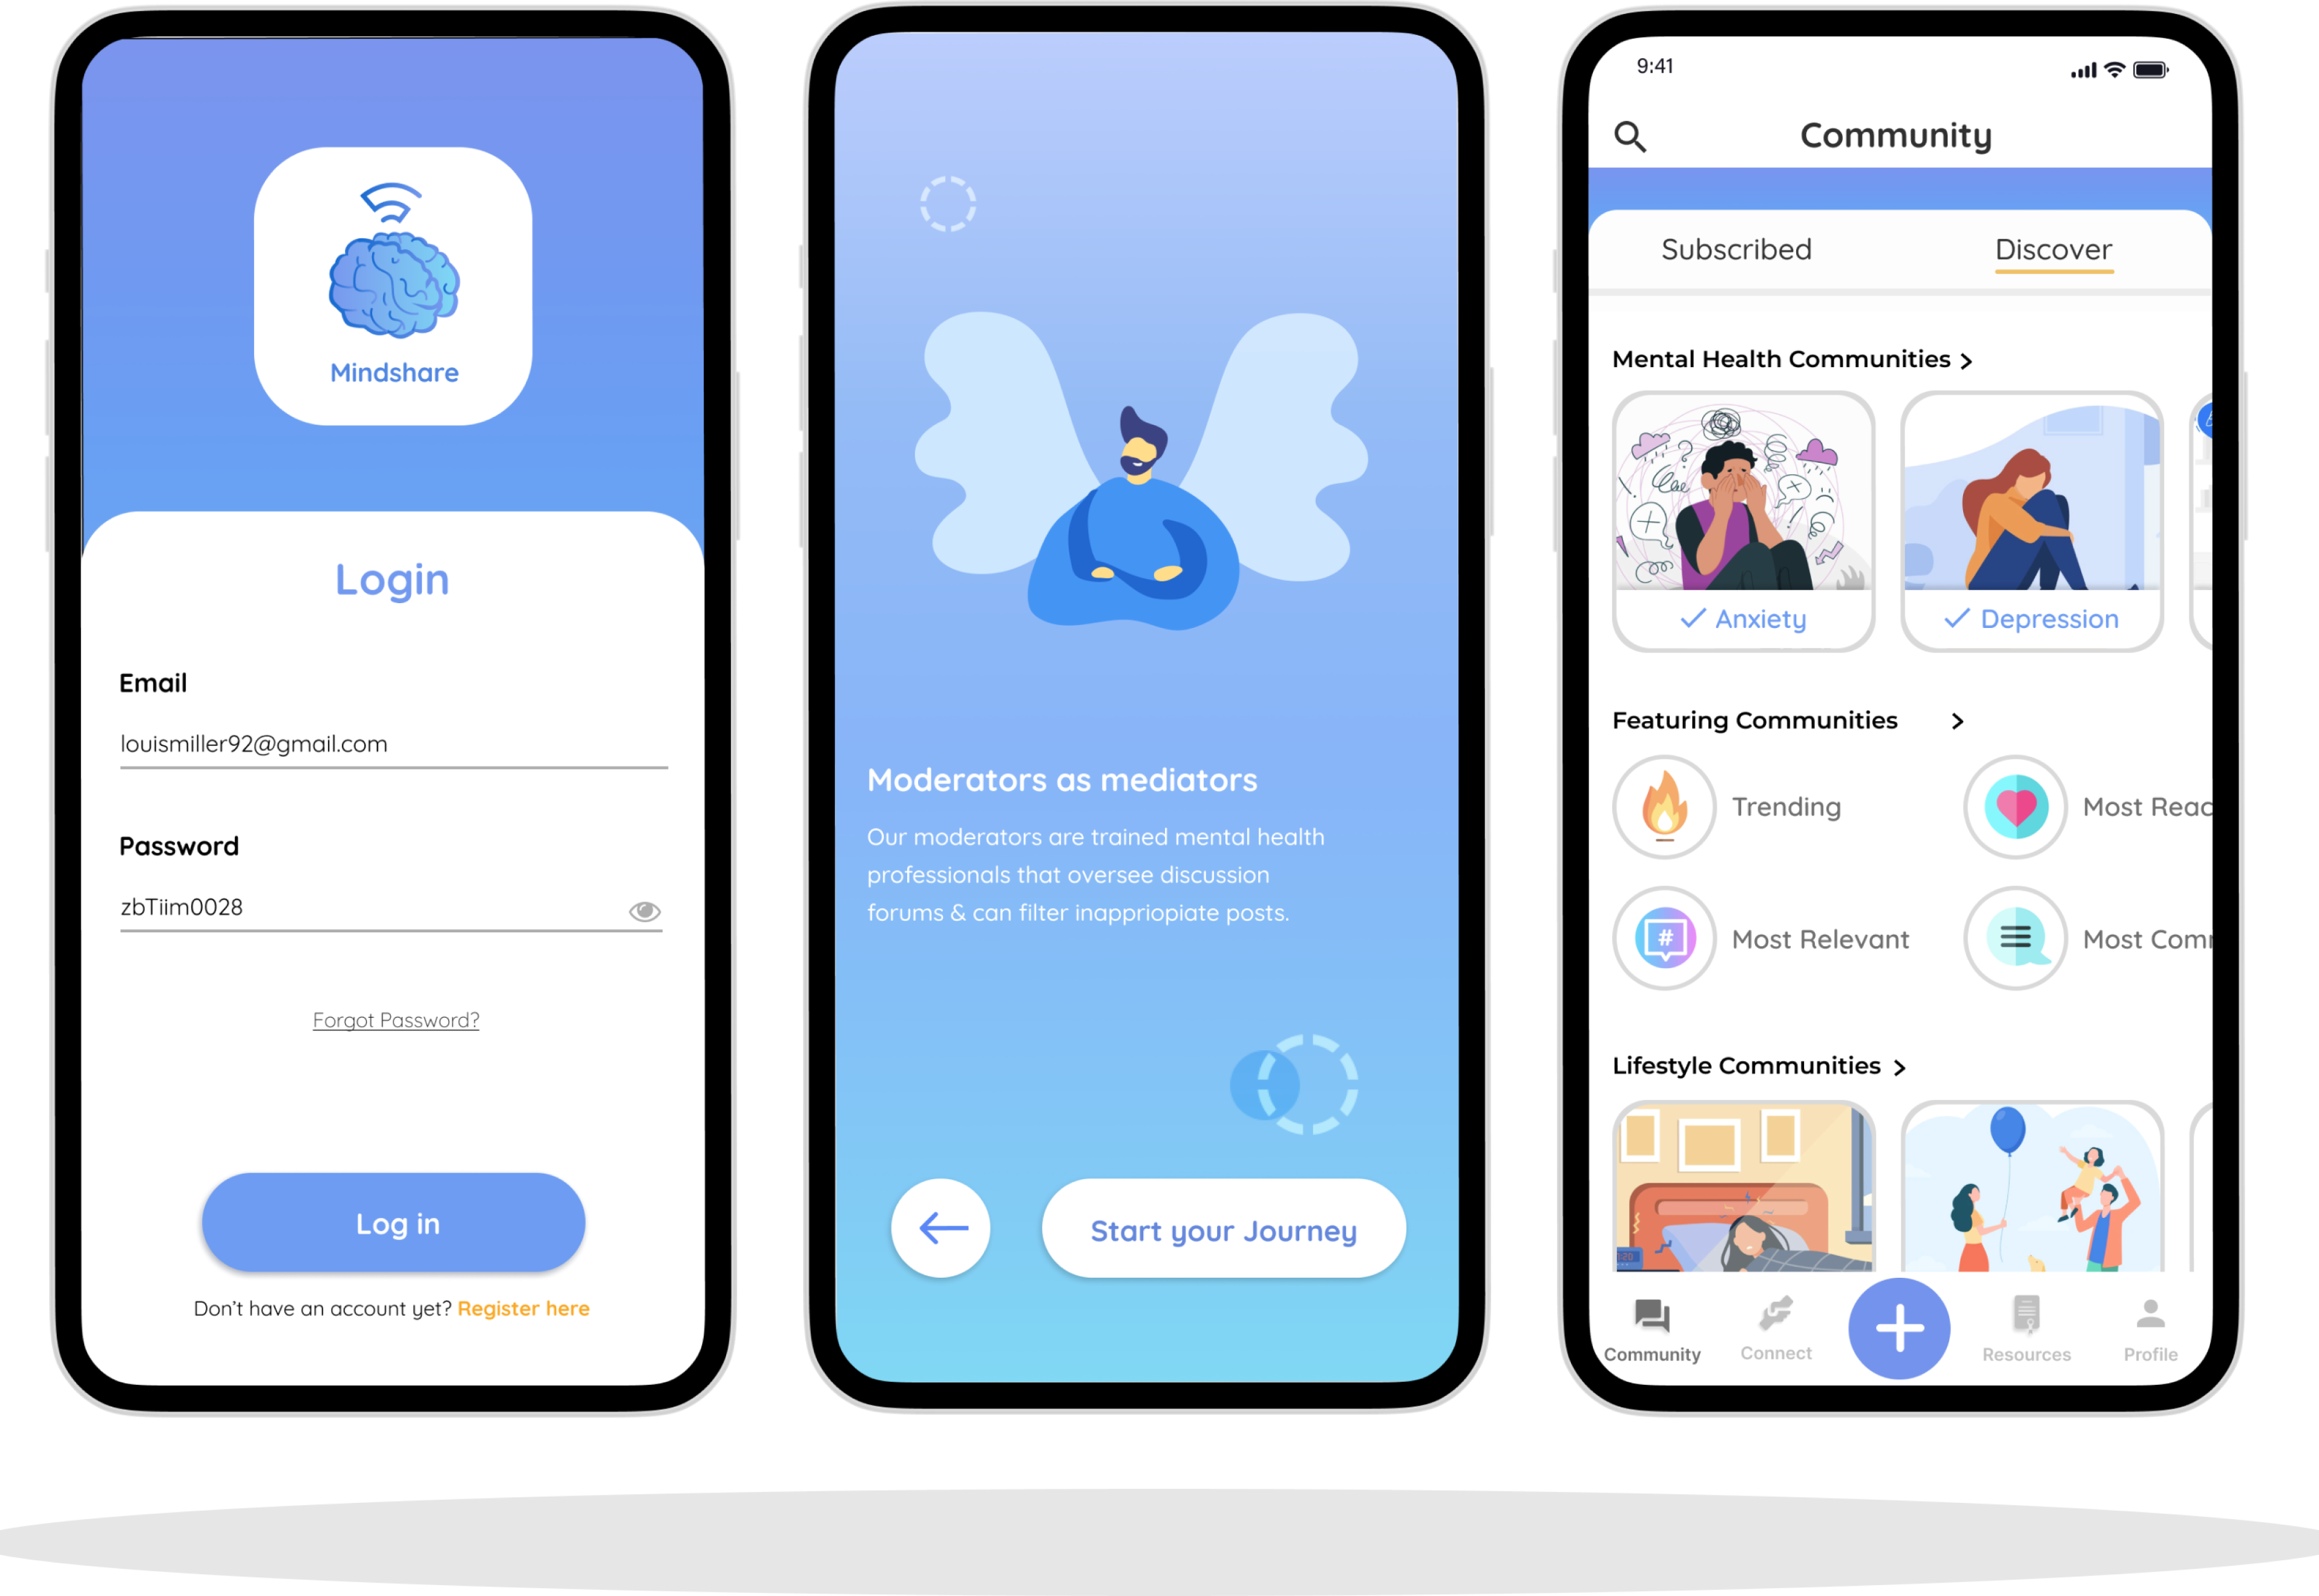 Mindshare
Login
Email
louismiller92@gmail.com
Password
zbTiim0028
Forgot Password?
Log in
Don't have an account yet? Register here
Moderators as mediators
Our moderators are trained mental health
professionals that oversee discussion
forums & can filter inappriopiate posts.
Start your Journey
9:41
Community
Subscribed
Discover
Mental Health Communities >
Anxiety
Depression
Featuring Communities >
Trending
Most Reac
#
Most Relevant
Most Com
Lifestyle Communities >
Community
Connect
Resources
Profile